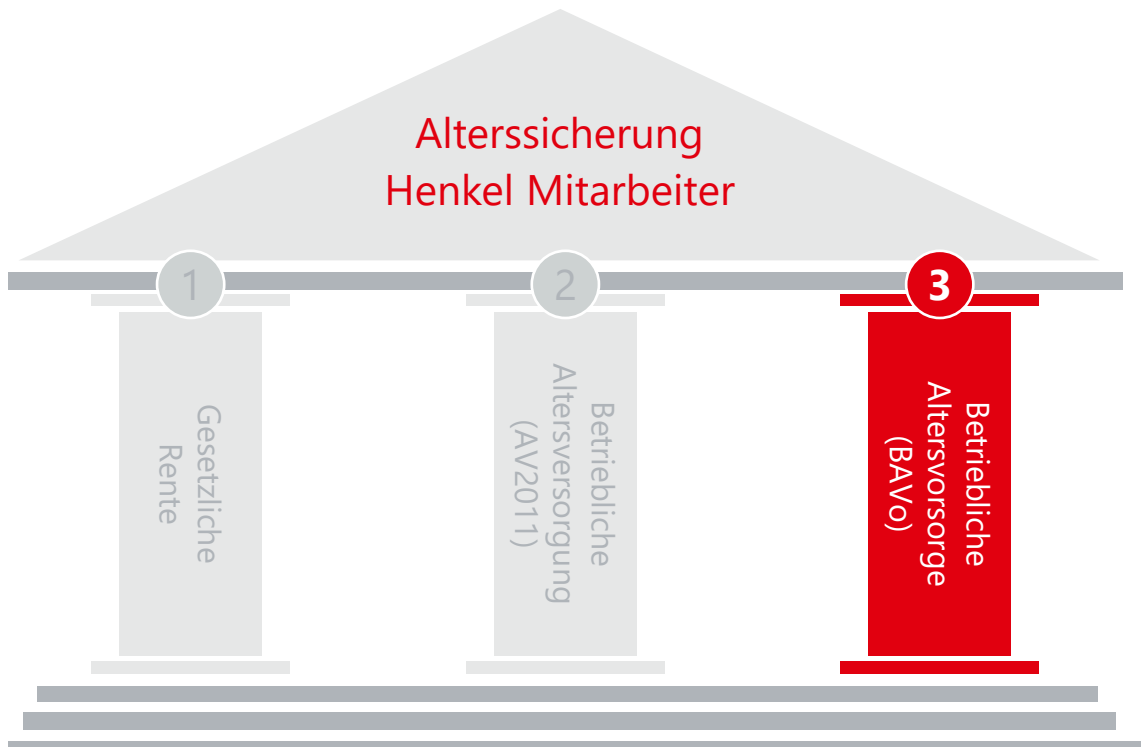 Alterssicherung
Henkel Mitarbeiter
1
2
3
Gesetzliche
Rente
Betriebliche
Altersversorgung
(AV2011)
Betriebliche
Altersvorsorge
(BAVo)